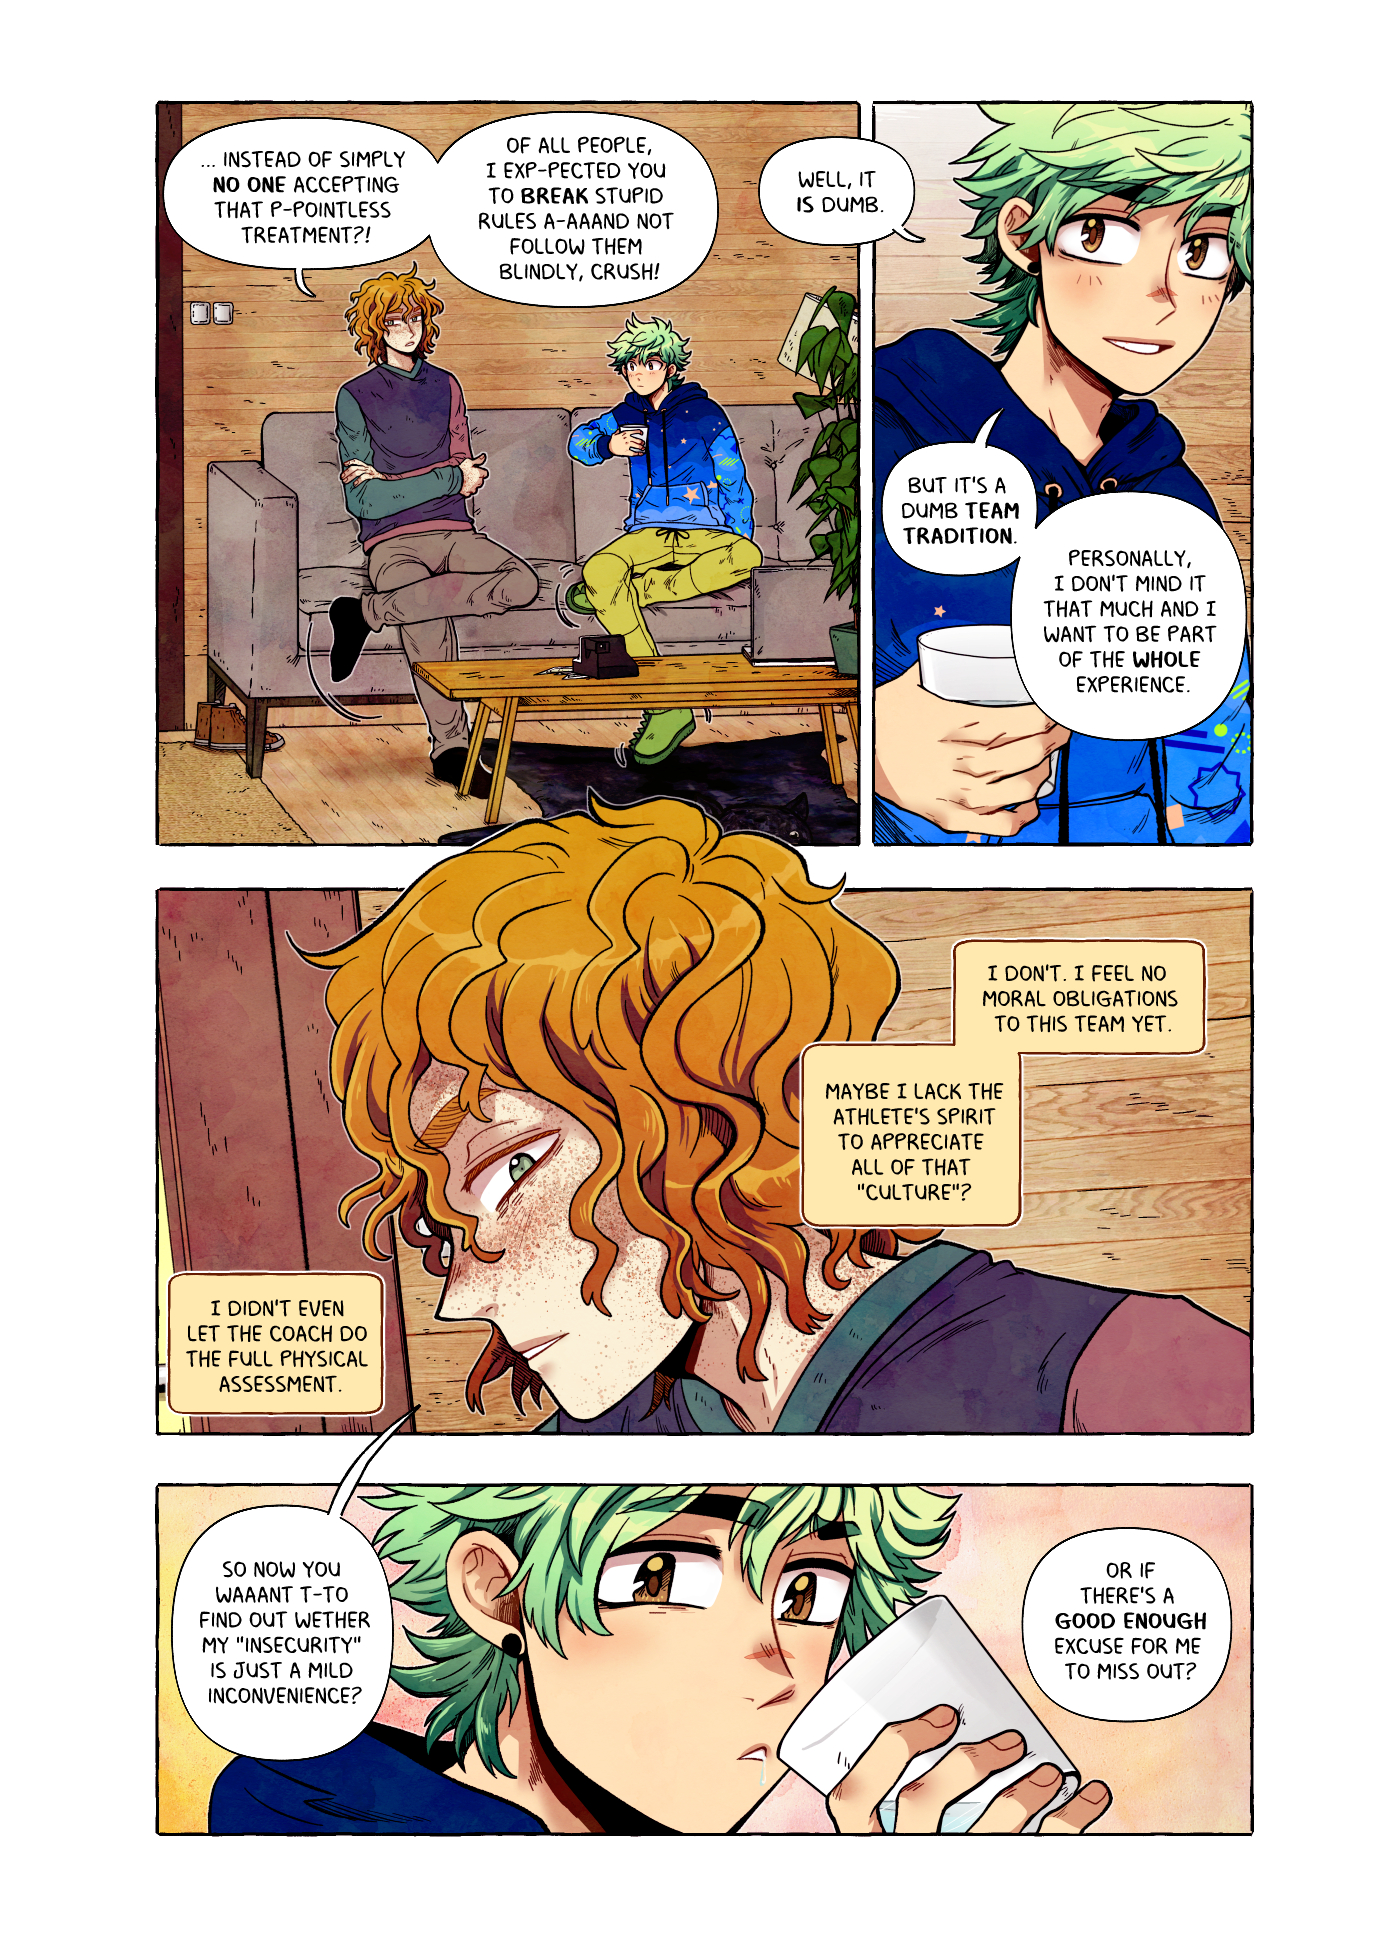 ... INSTEAD OF SIMPLY
NO ONE ACCEPTING
THAT P-POINTLESS
TREATMENT?!
OF ALL PEOPLE,
I EXP-PECTED YOU
TO BREAK STUPID
RULES A-AAAND NOT
FOLLOW THEM
BLINDLY, CRUSH!
WELL, IT
IS DUMB.
BUT IT'S A
DUMB TEAM
TRADITION.
PERSONALLY,
I DON'T MIND IT
THAT MUCH AND I
WANT TO BE PART
OF THE WHOLE
EXPERIENCE.
I DON'T. I FEEL NO
MORAL OBLIGATIONS
TO THIS TEAM YET.
MAYBE I LACK THE
ATHLETE'S SPIRIT
TO APPRECIATE
ALL OF THAT
"CULTURE"?
I DIDN'T EVEN
LET THE COACH DO
THE FULL PHYSICAL
ASSESSMENT.
SO NOW YOU
WAAANT T-TO
FIND OUT WETHER
MY "INSECURITY"
IS JUST A MILD
INCONVENIENCE?
OR IF
THERE'S A
GOOD ENOUGH
EXCUSE FOR ME
TO MISS OUT?